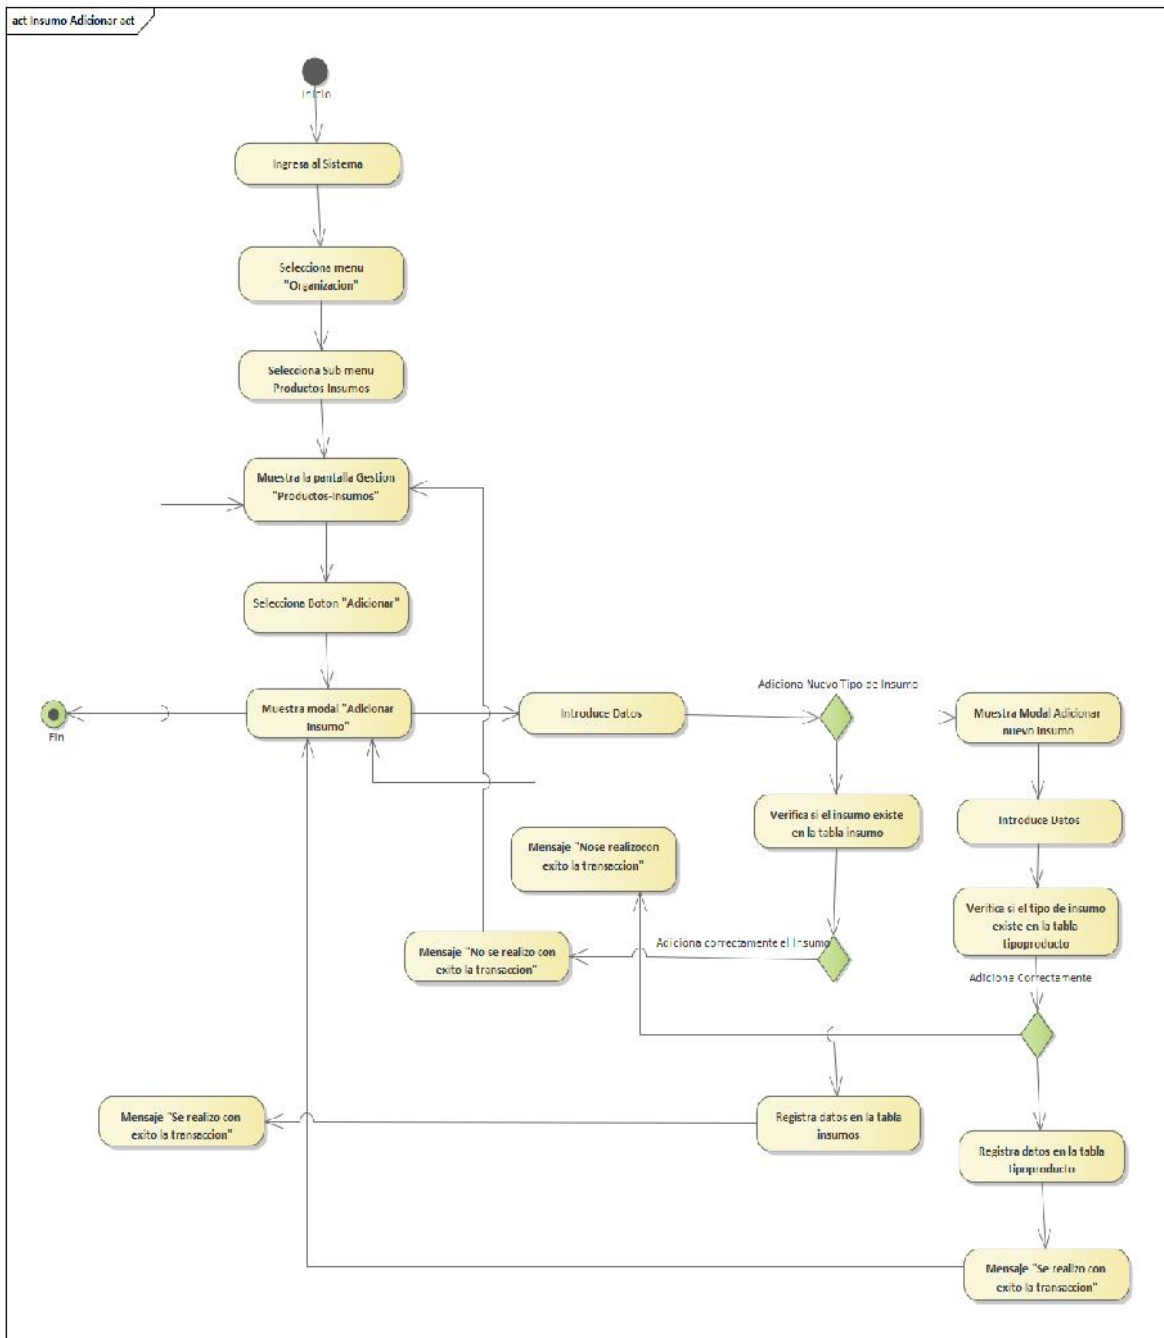 act Insumo Adicionar act
Inicio
Ingresa al Sistema
Selecciona menu
"Organizacion"
Selecciona Sub menu
Productos Insumos
Muestra la pantalla Gestion
"Productos-Insumos"
Selecciona Boton "Adicionar"
Muestra modal "Adicionar
Insumo"
Fin
Introduce Datos
Adiciona Nuevo Tipo de Insumo
Muestra Modal Adicionar
nuevo Insumo
Verifica si el insumo existe
en la tabla insumo
Introduce Datos
Mensaje "Nose realizocon
exito la transaccion"
Verifica si el tipo de insumo
existe en la tabla
tipoproducto
Mensaje "No se realizo con
exito la transaccion"
Adiciona correctamente el Insumo
Adiciona Correctamente
Mensaje "Se realizo con
exito la transaccion"
Registra datos en la tabla
insumos
Registra datos en la tabla
tipoproducto
Mensaje "Se realizo con
exito la transaccion"